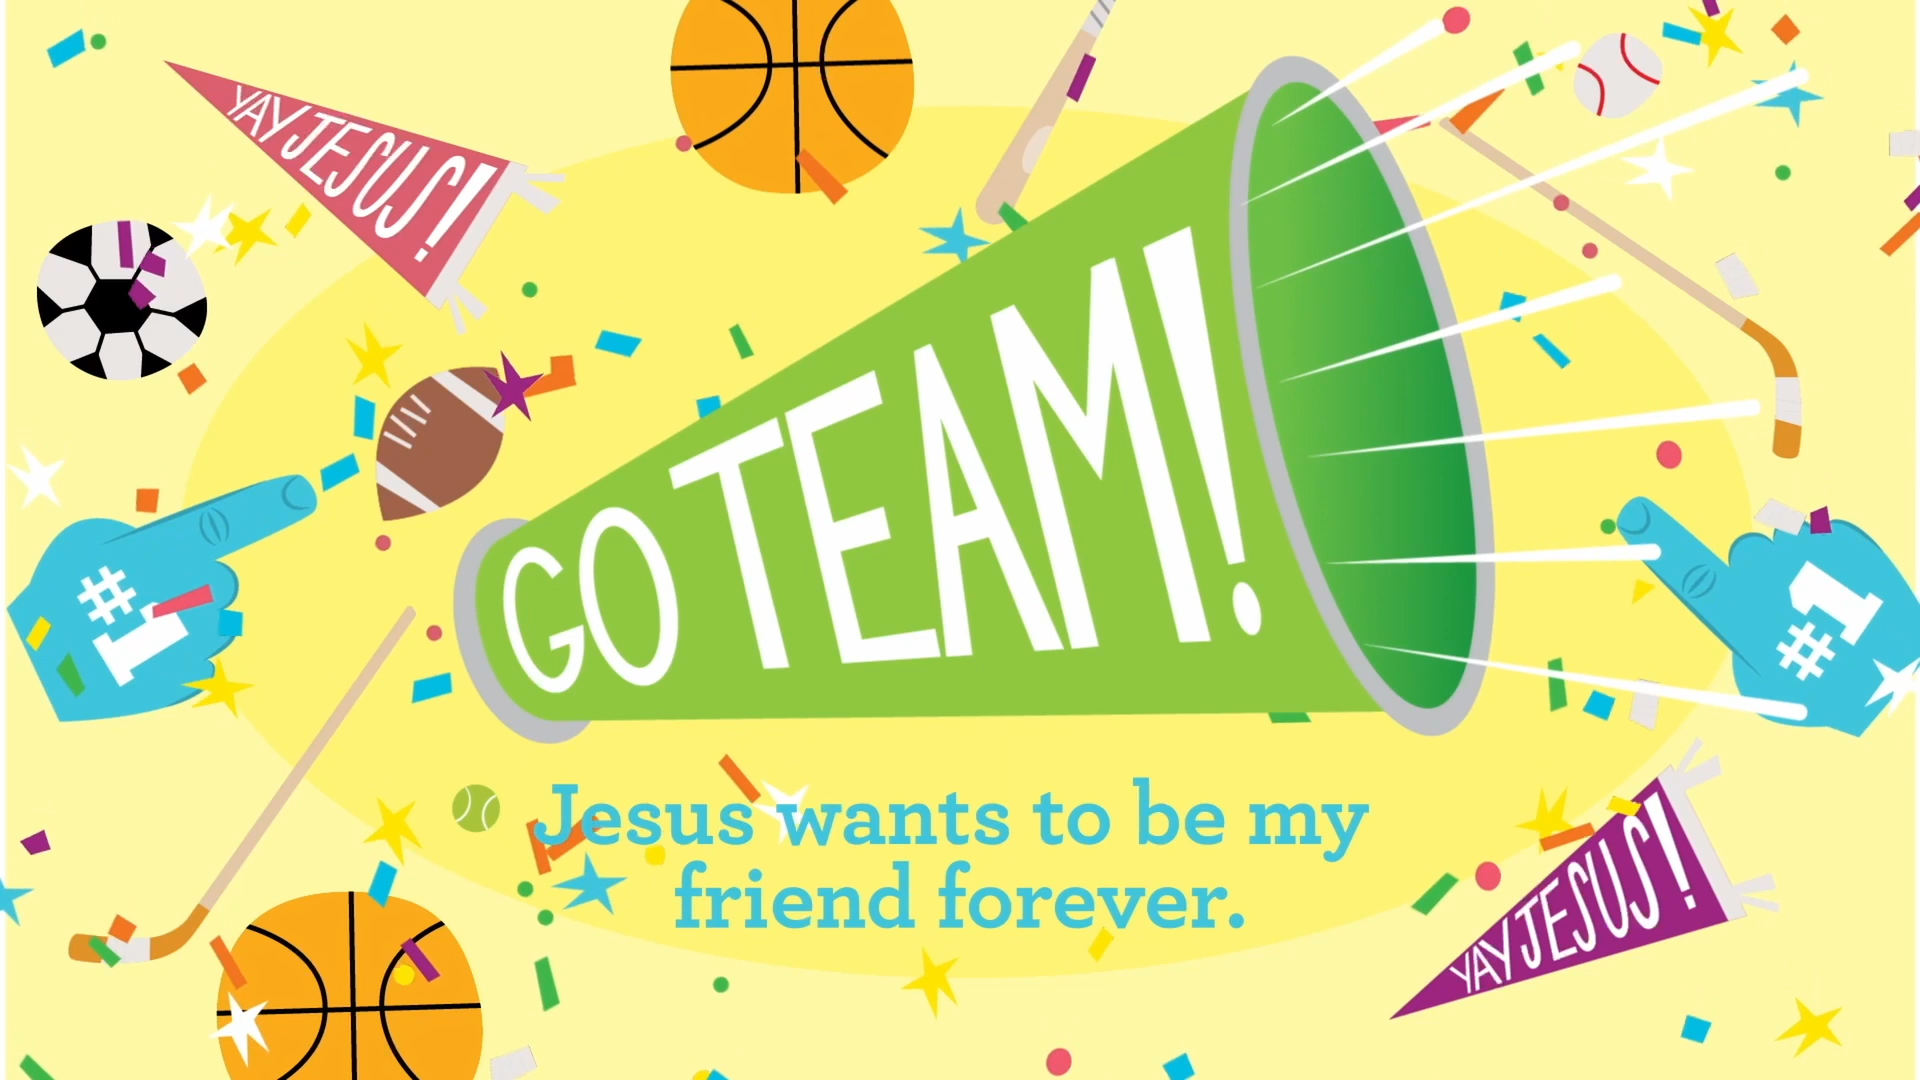 YAY JESUS!
GO TEAM!
#1
#1
Jesus wants to be my
friend forever.
YAY JESUS!